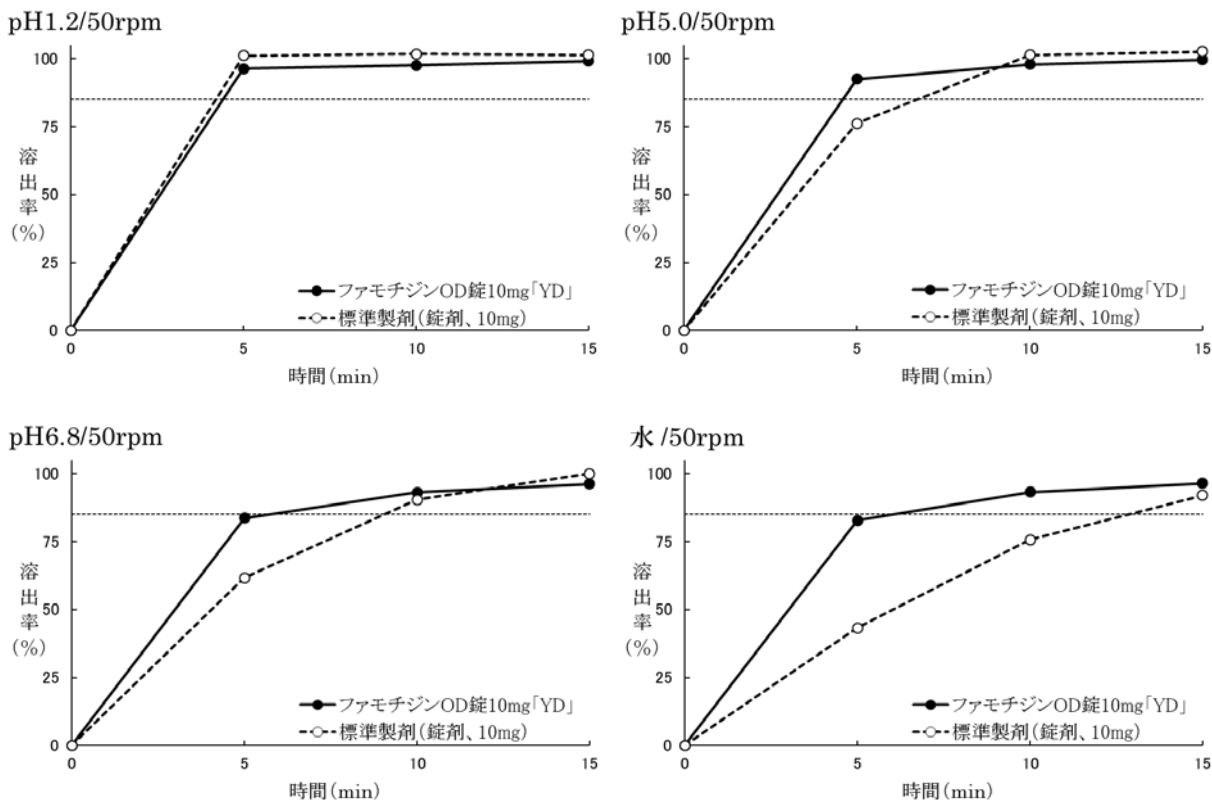 pH1.2/50rpm
100
75
50
25
0
溶出率(%)
ファモチジンOD錠10mg「YD」
標準製剤(錠剤、10mg)
0 5 10 15
時間(min)
pH5.0/50rpm
100
75
50
25
0
溶出率(%)
ファモチジンOD錠10mg「YD」
標準製剤(錠剤、10mg)
0 5 10 15
時間(min)
pH6.8/50rpm
100
75
50
25
0
溶出率(%)
ファモチジンOD錠10mg「YD」
標準製剤(錠剤、10mg)
0 5 10 15
時間(min)
水 /50rpm
100
75
50
25
0
溶出率(%)
ファモチジンOD錠10mg「YD」
標準製剤(錠剤、10mg)
0 5 10 15
時間(min)